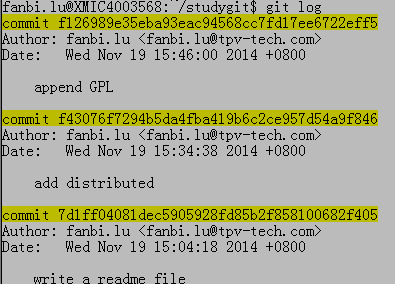 fanbi.lu@XMIC4003568:~/studygit$ git log
commit f126989e35eba93eac94568cc7fd17ee6722eff5
Author: fanbi.lu <fanbi.lu@tpv-tech.com>
Date:   Wed Nov 19 15:46:00 2014 +0800
append GPL
commit f43076f7294b5da4fba419b6c2ce957d54a9f846
Author: fanbi.lu <fanbi.lu@tpv-tech.com>
Date:   Wed Nov 19 15:34:38 2014 +0800
add distributed
commit 7d1ff04081dec5905928fd85b2f858100682f405
Author: fanbi.lu <fanbi.lu@tpv-tech.com>
Date:   Wed Nov 19 15:04:18 2014 +0800
write a readme file